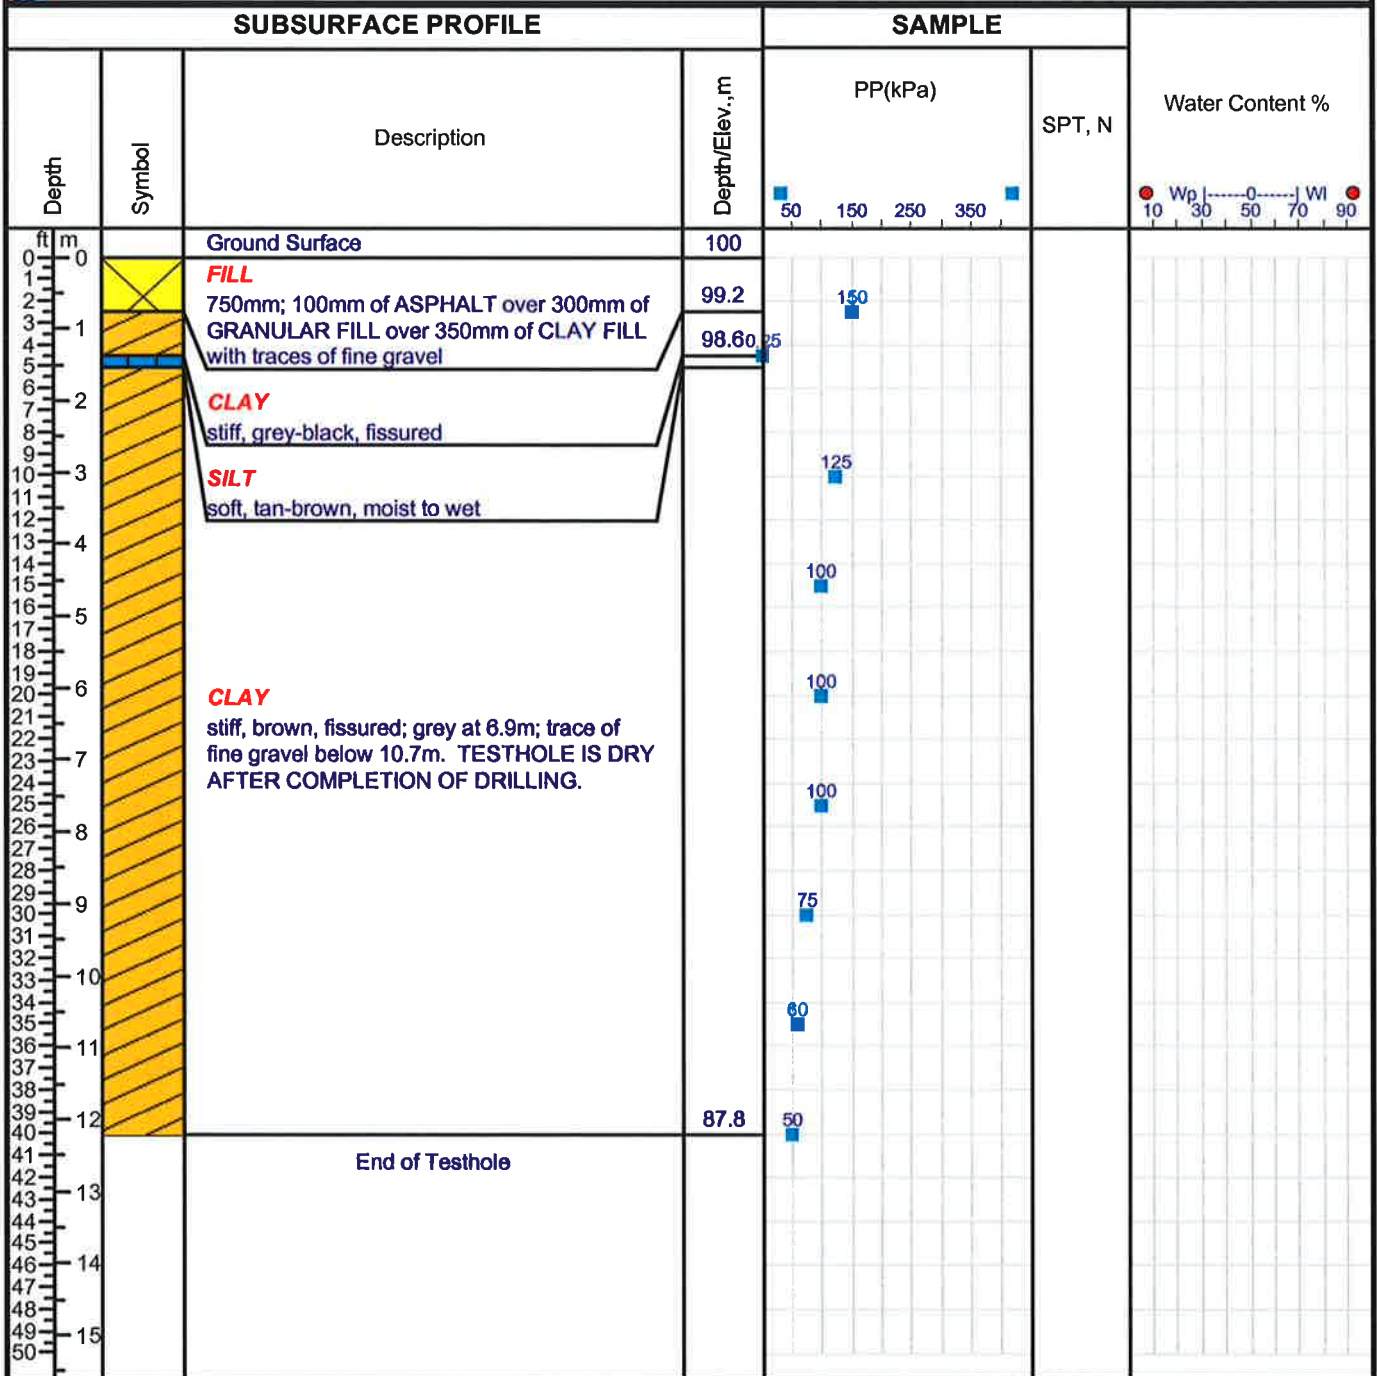 SUBSURFACE PROFILE
SAMPLE
Depth
Symbol
Description
Depth/Elev.,m
PP(kPa)
SPT, N
Water Content %
50 150 250 350
Wp |------0------| Wl
10 30 50 70 90
ft m
Ground Surface
100
FILL
750mm; 100mm of ASPHALT over 300mm of
GRANULAR FILL over 350mm of CLAY FILL
with traces of fine gravel
99.2
150
98.6
0.25
CLAY
stiff, grey-black, fissured
SILT
soft, tan-brown, moist to wet
125
100
100
CLAY
stiff, brown, fissured; grey at 6.9m; trace of
fine gravel below 10.7m. TESTHOLE IS DRY
AFTER COMPLETION OF DRILLING.
100
75
60
87.8
50
End of Testhole
0
1
2
3
4
5
6
7
8
9
10
11
12
13
14
15
16
17
18
19
20
21
22
23
24
25
26
27
28
29
30
31
32
33
34
35
36
37
38
39
40
41
42
43
44
45
46
47
48
49
50
0
1
2
3
4
5
6
7
8
9
10
11
12
13
14
15